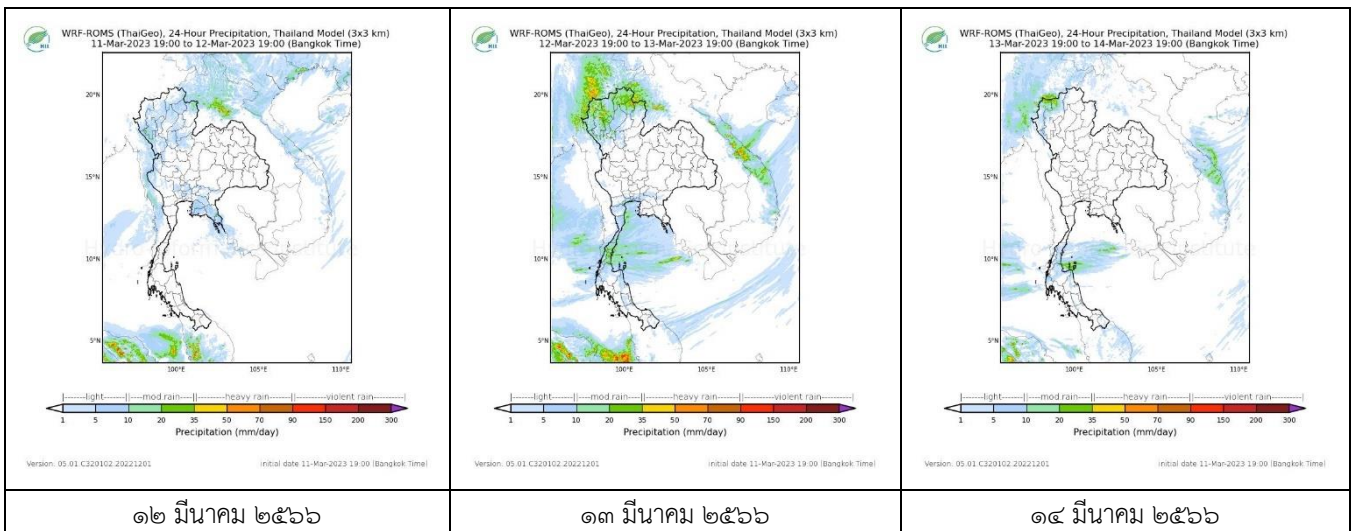 WRF-ROMS (ThaiGeo), 24-Hour Precipitation, Thailand Model (3x3 km)
11-Mar-2023 19:00 to 12-Mar-2023 19:00 (Bangkok Time)
20°N
15°N
10°N
5°N
100°E 105°E 110°E
|-------light-------||----mod.rain----||---------heavy rain---------||---------violent rain---------|
1 5 10 20 35 50 70 90 150 200 300
Precipitation (mm/day)
Version: 05.01 C320102.20221201 initial date 11-Mar-2023 19:00 (Bangkok Time)
๑๒ มีนาคม ๒๕๖๖
WRF-ROMS (ThaiGeo), 24-Hour Precipitation, Thailand Model (3x3 km)
12-Mar-2023 19:00 to 13-Mar-2023 19:00 (Bangkok Time)
20°N
15°N
10°N
5°N
100°E 105°E 110°E
|-------light-------||----mod.rain----||---------heavy rain---------||---------violent rain---------|
1 5 10 20 35 50 70 90 150 200 300
Precipitation (mm/day)
Version: 05.01 C320102.20221201 initial date 11-Mar-2023 19:00 (Bangkok Time)
๑๓ มีนาคม ๒๕๖๖
WRF-ROMS (ThaiGeo), 24-Hour Precipitation, Thailand Model (3x3 km)
13-Mar-2023 19:00 to 14-Mar-2023 19:00 (Bangkok Time)
20°N
15°N
10°N
5°N
100°E 105°E 110°E
|-------light-------||----mod.rain----||---------heavy rain---------||---------violent rain---------|
1 5 10 20 35 50 70 90 150 200 300
Precipitation (mm/day)
Version: 05.01 C320102.20221201 initial date 11-Mar-2023 19:00 (Bangkok Time)
๑๔ มีนาคม ๒๕๖๖